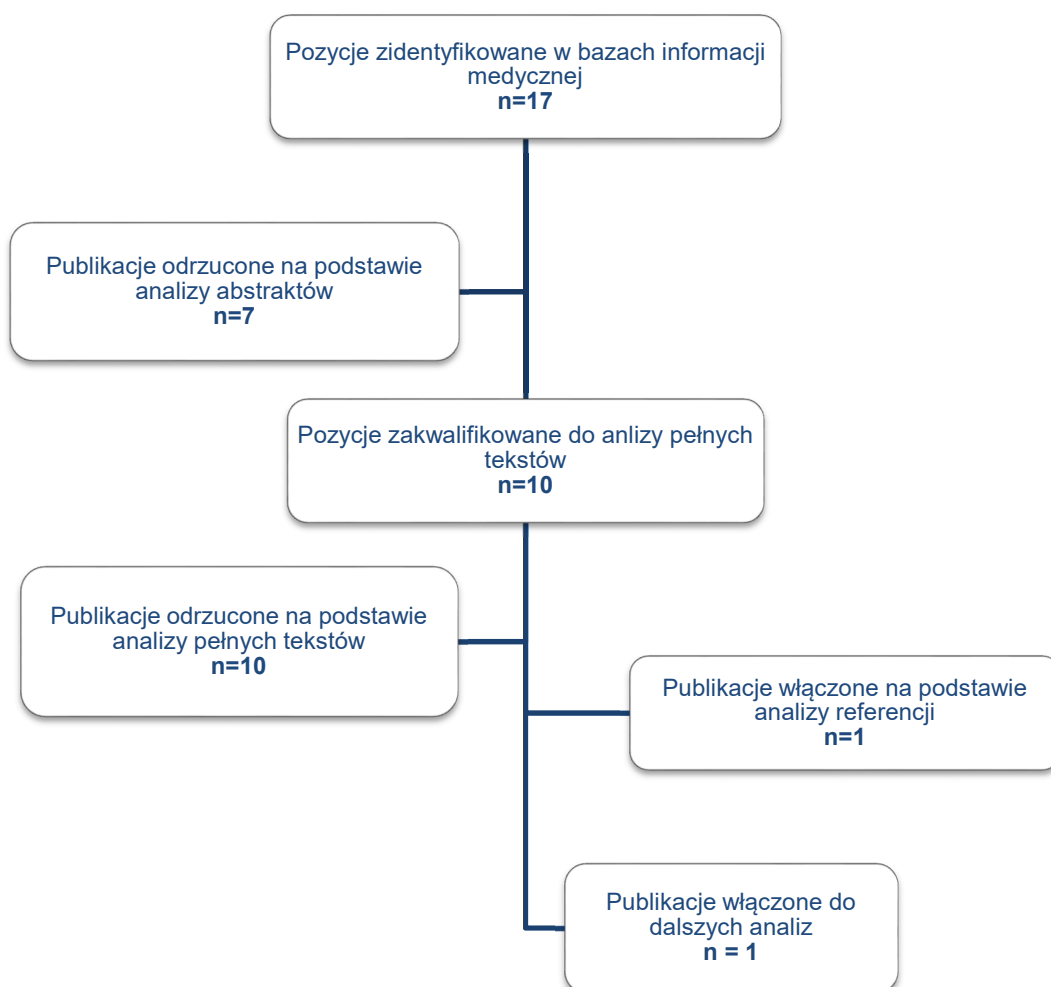 Pozycje zidentyfikowane w bazach informacji
medycznej
n=17
Publikacje odrzucone na podstawie
analizy abstraktów
n=7
Pozycje zakwalifikowane do anlizy pełnych
tekstów
n=10
Publikacje odrzucone na podstawie
analizy pełnych tekstów
n=10
Publikacje włączone na podstawie
analizy referencji
n=1
Publikacje włączone do
dalszych analiz
n = 1